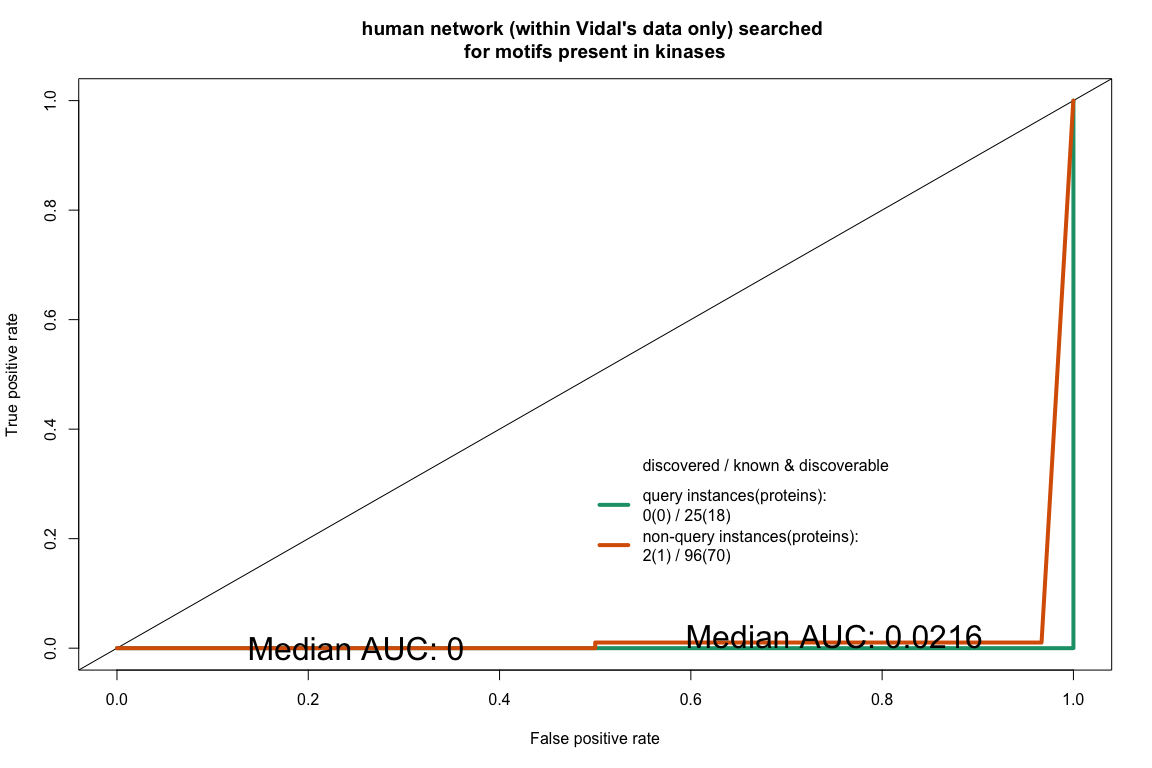 human network (within Vidal's data only) searched
for motifs present in kinases
True positive rate
1.0
0.8
0.6
0.4
0.2
0.0
discovered / known & discoverable
query instances(proteins):
0(0) / 25(18)
non-query instances(proteins):
2(1) / 96(70)
Median AUC: 0
Median AUC: 0.0216
0.0
0.2
0.4
0.6
0.8
1.0
False positive rate